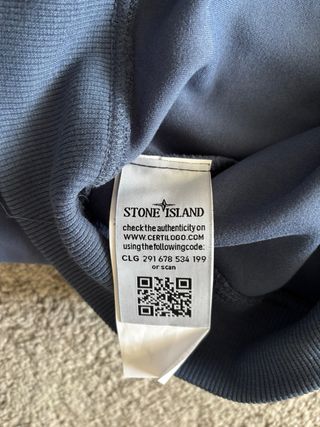 STONE ISLAND
check the authenticity on
WWW.CERTILOGO.COM
using the following code:
CLG 291 678 534 199
or scan